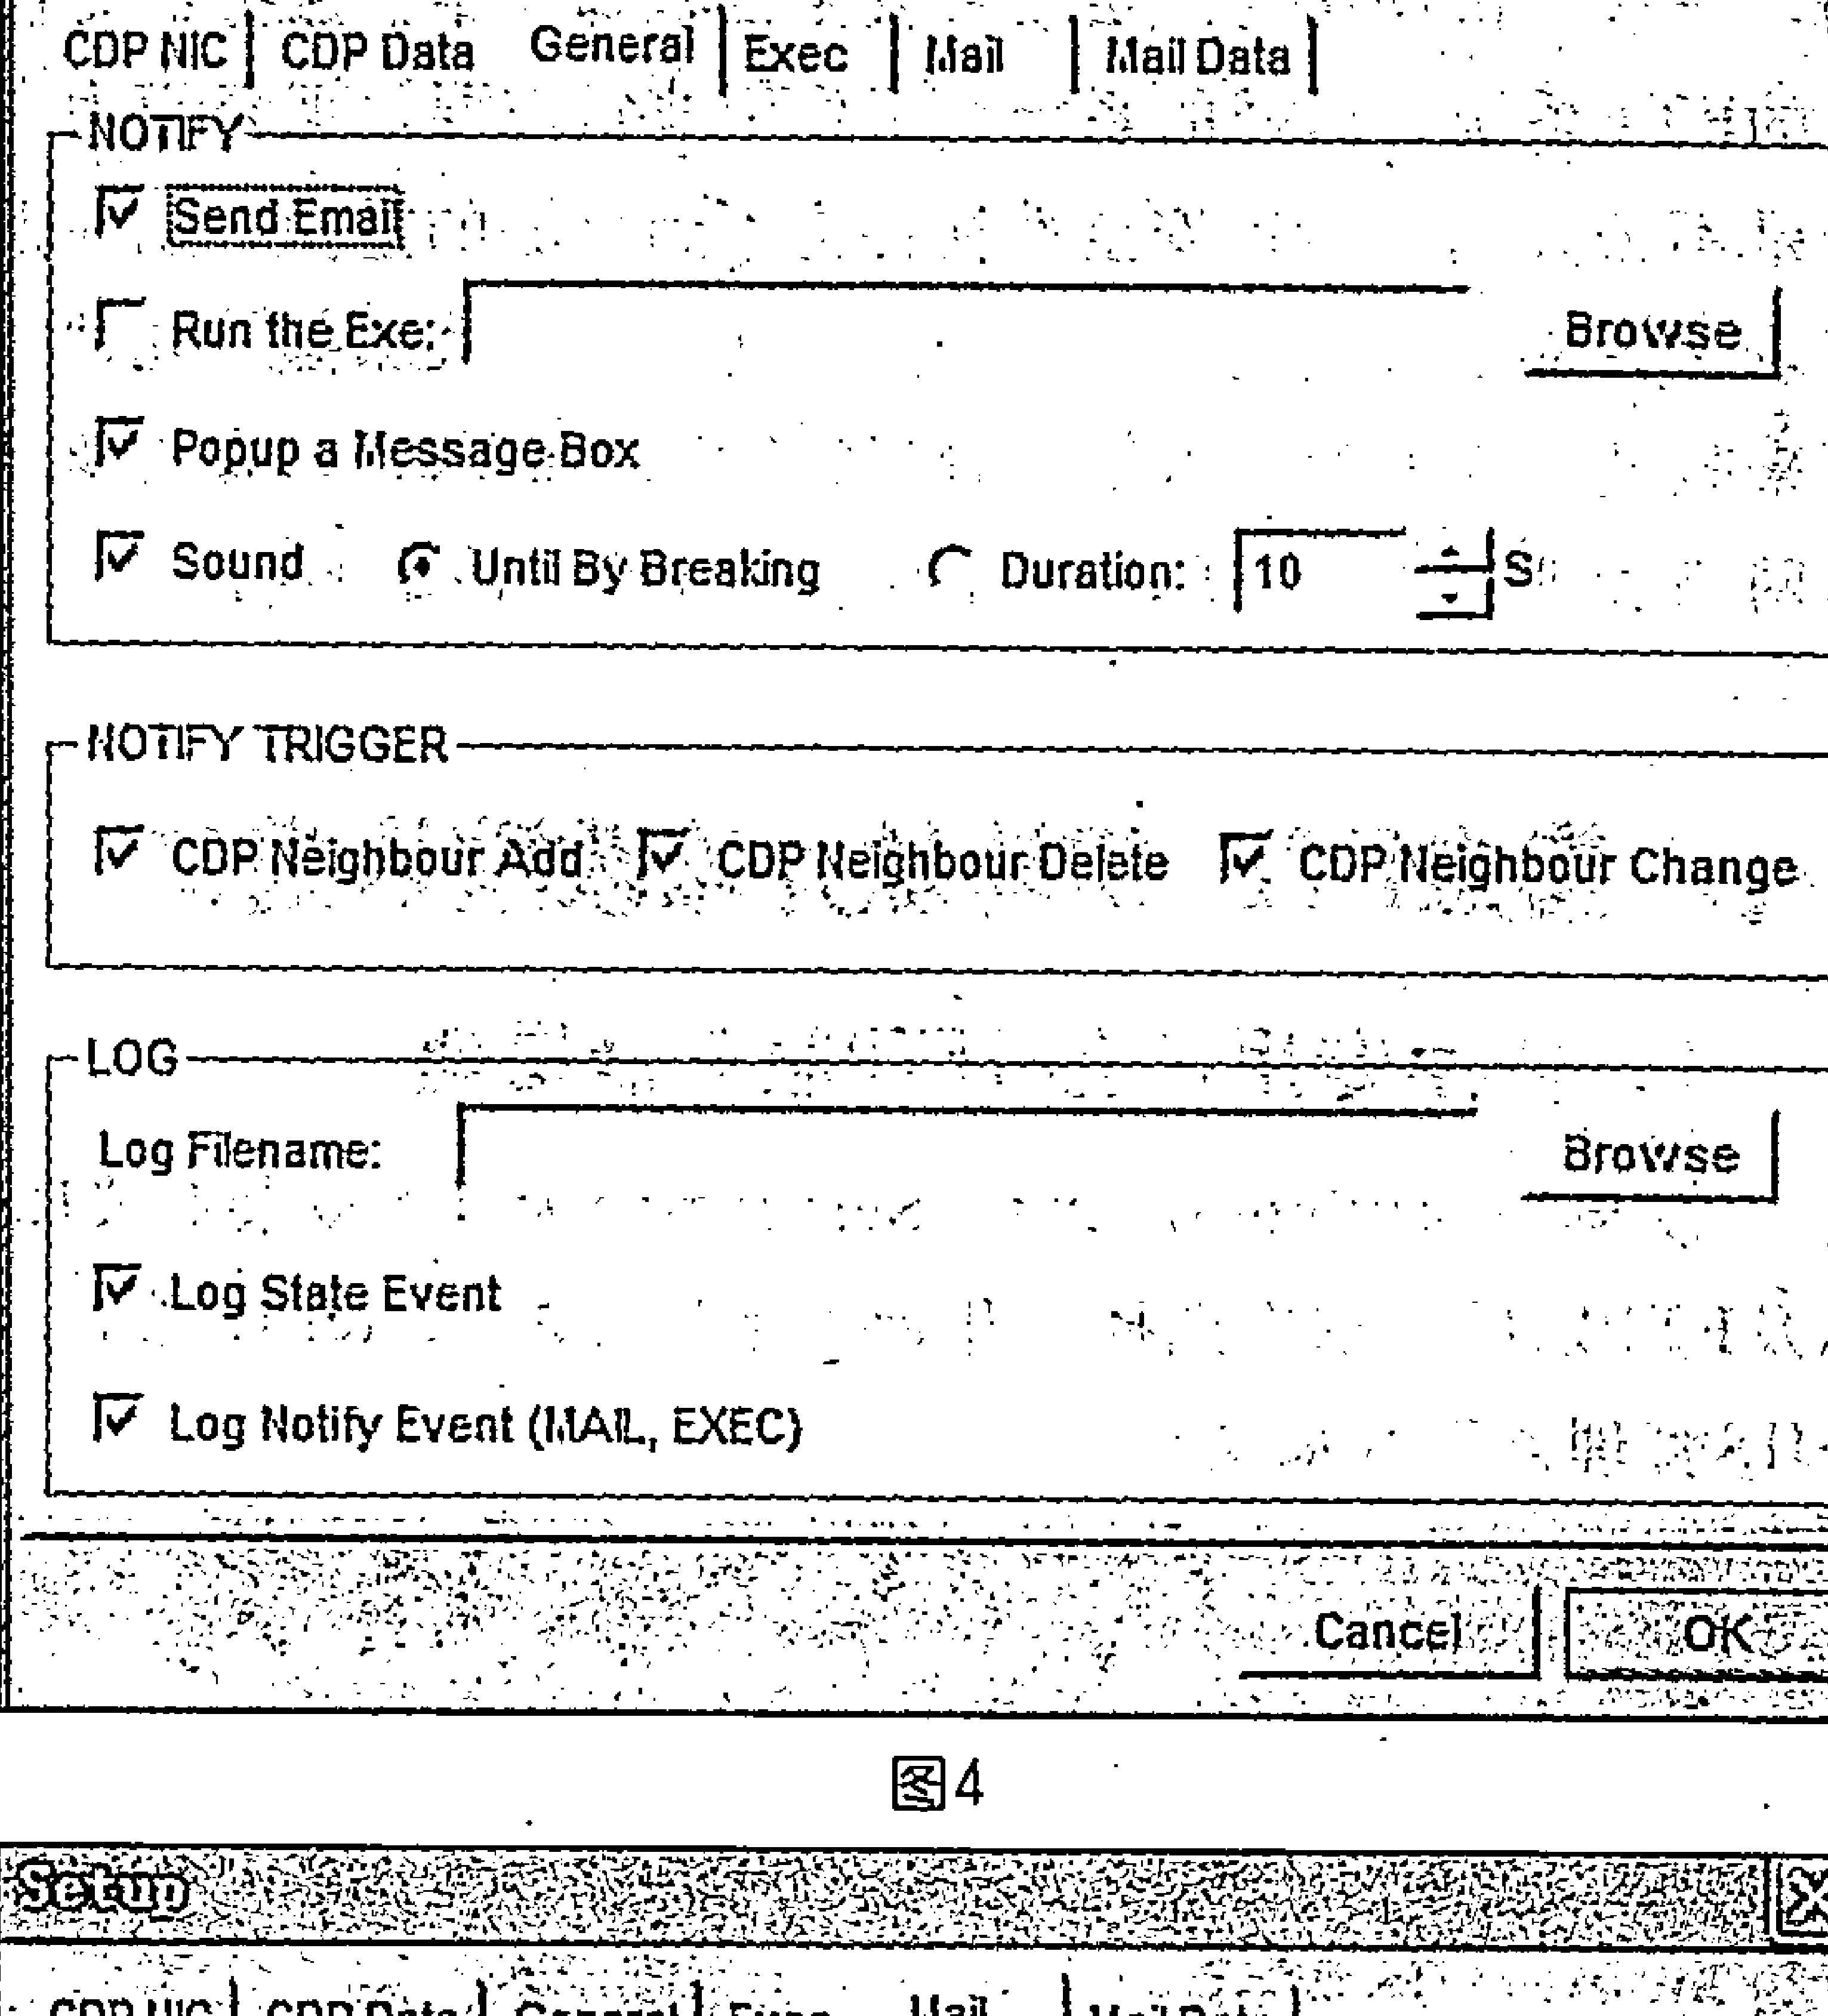 CDP NIC CDP Data General Exec Mail Mail Data
NOTIFY
Send Email
Run the Exe: Browse
Popup a Message Box
Sound Until By Breaking Duration: 10 S
NOTIFY TRIGGER
CDP Neighbour Add CDP Neighbour Delete CDP Neighbour Change
LOG
Log Filename: Browse
Log State Event
Log Notify Event (MAIL, EXEC)
Cancel OK
图4
Setup
CDP NIC CDP Data General Exec Mail